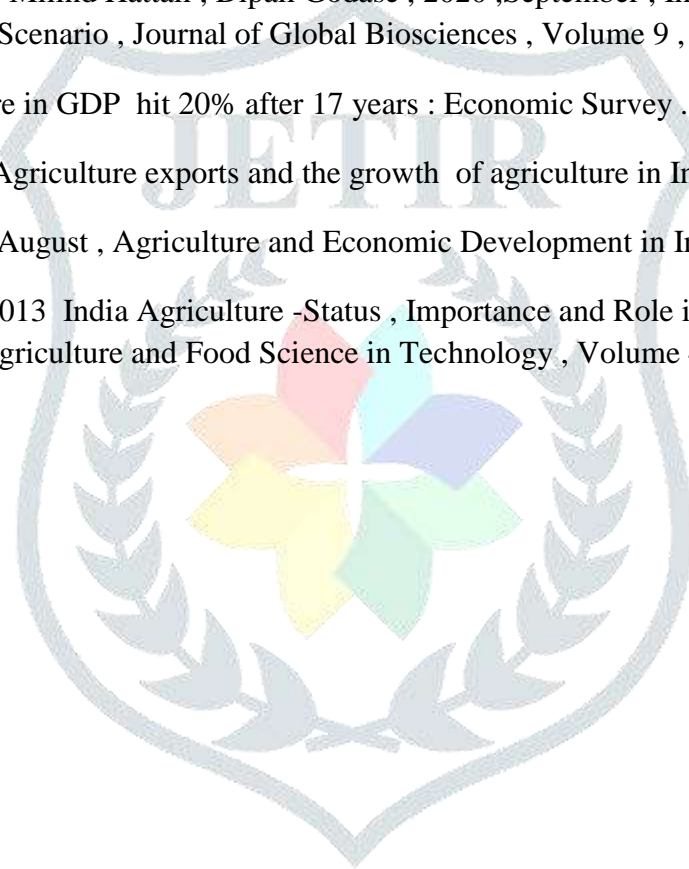 Dipali Godase , 2020 ,September , In
Scenario , Journal of Global Biosciences , Volume 9 ,
re in GDP hit 20% after 17 years : Economic Survey .
Agriculture exports and the growth of agriculture in In
August , Agriculture and Economic Development in In
013 India Agriculture -Status , Importance and Role i
griculture and Food Science in Technology , Volume
JETIR